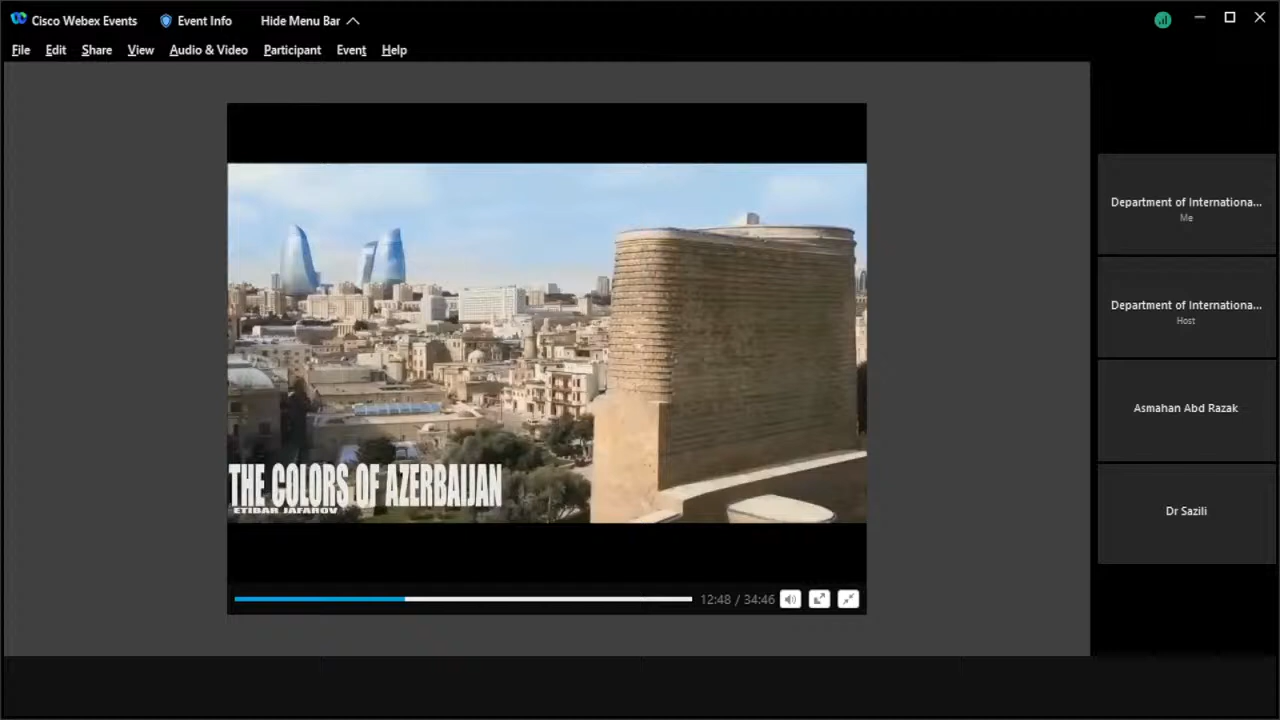 Cisco Webex Events
Event Info
Hide Menu Bar
File
Edit
Share
View
Audio & Video
Participant
Event
Help
Department of Internationa...
Me
Department of Internationa...
Host
Asmahan Abd Razak
Dr Sazili
THE COLORS OF AZERBAIJAN
ETIBAR JAFAROV
12:48 / 34:46